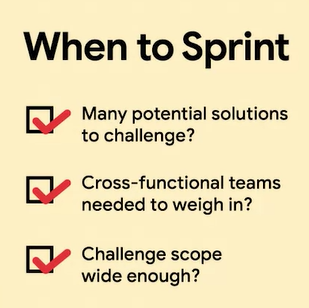 When to Sprint
Many potential solutions
to challenge?
Cross-functional teams
needed to weigh in?
Challenge scope
wide enough?